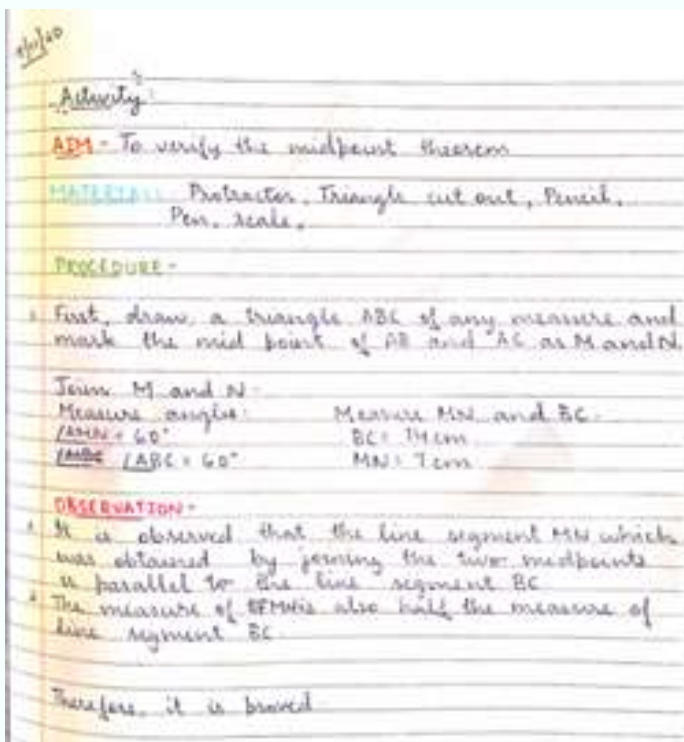 Activity:
AIM - To verify the midpoint theorem
MATERIAL: Protractor, Triangle cut out, Pencil,
Pen, scale.
PROCEDURE -
First, draw a triangle ABC of any measure and
mark the mid point of AB and AC as M and N.
Join M and N.
Measure angles: Measure MN and BC.
∠AMN = 60° BC = 14 cm
∠ABC = 60° MN = 7 cm
OBSERVATION -
1. It is observed that the line segment MN which
was obtained by joining the two midpoints
is parallel to the line segment BC
The measure of MN is also half the measure of
line segment BC.
Therefore, it is proved